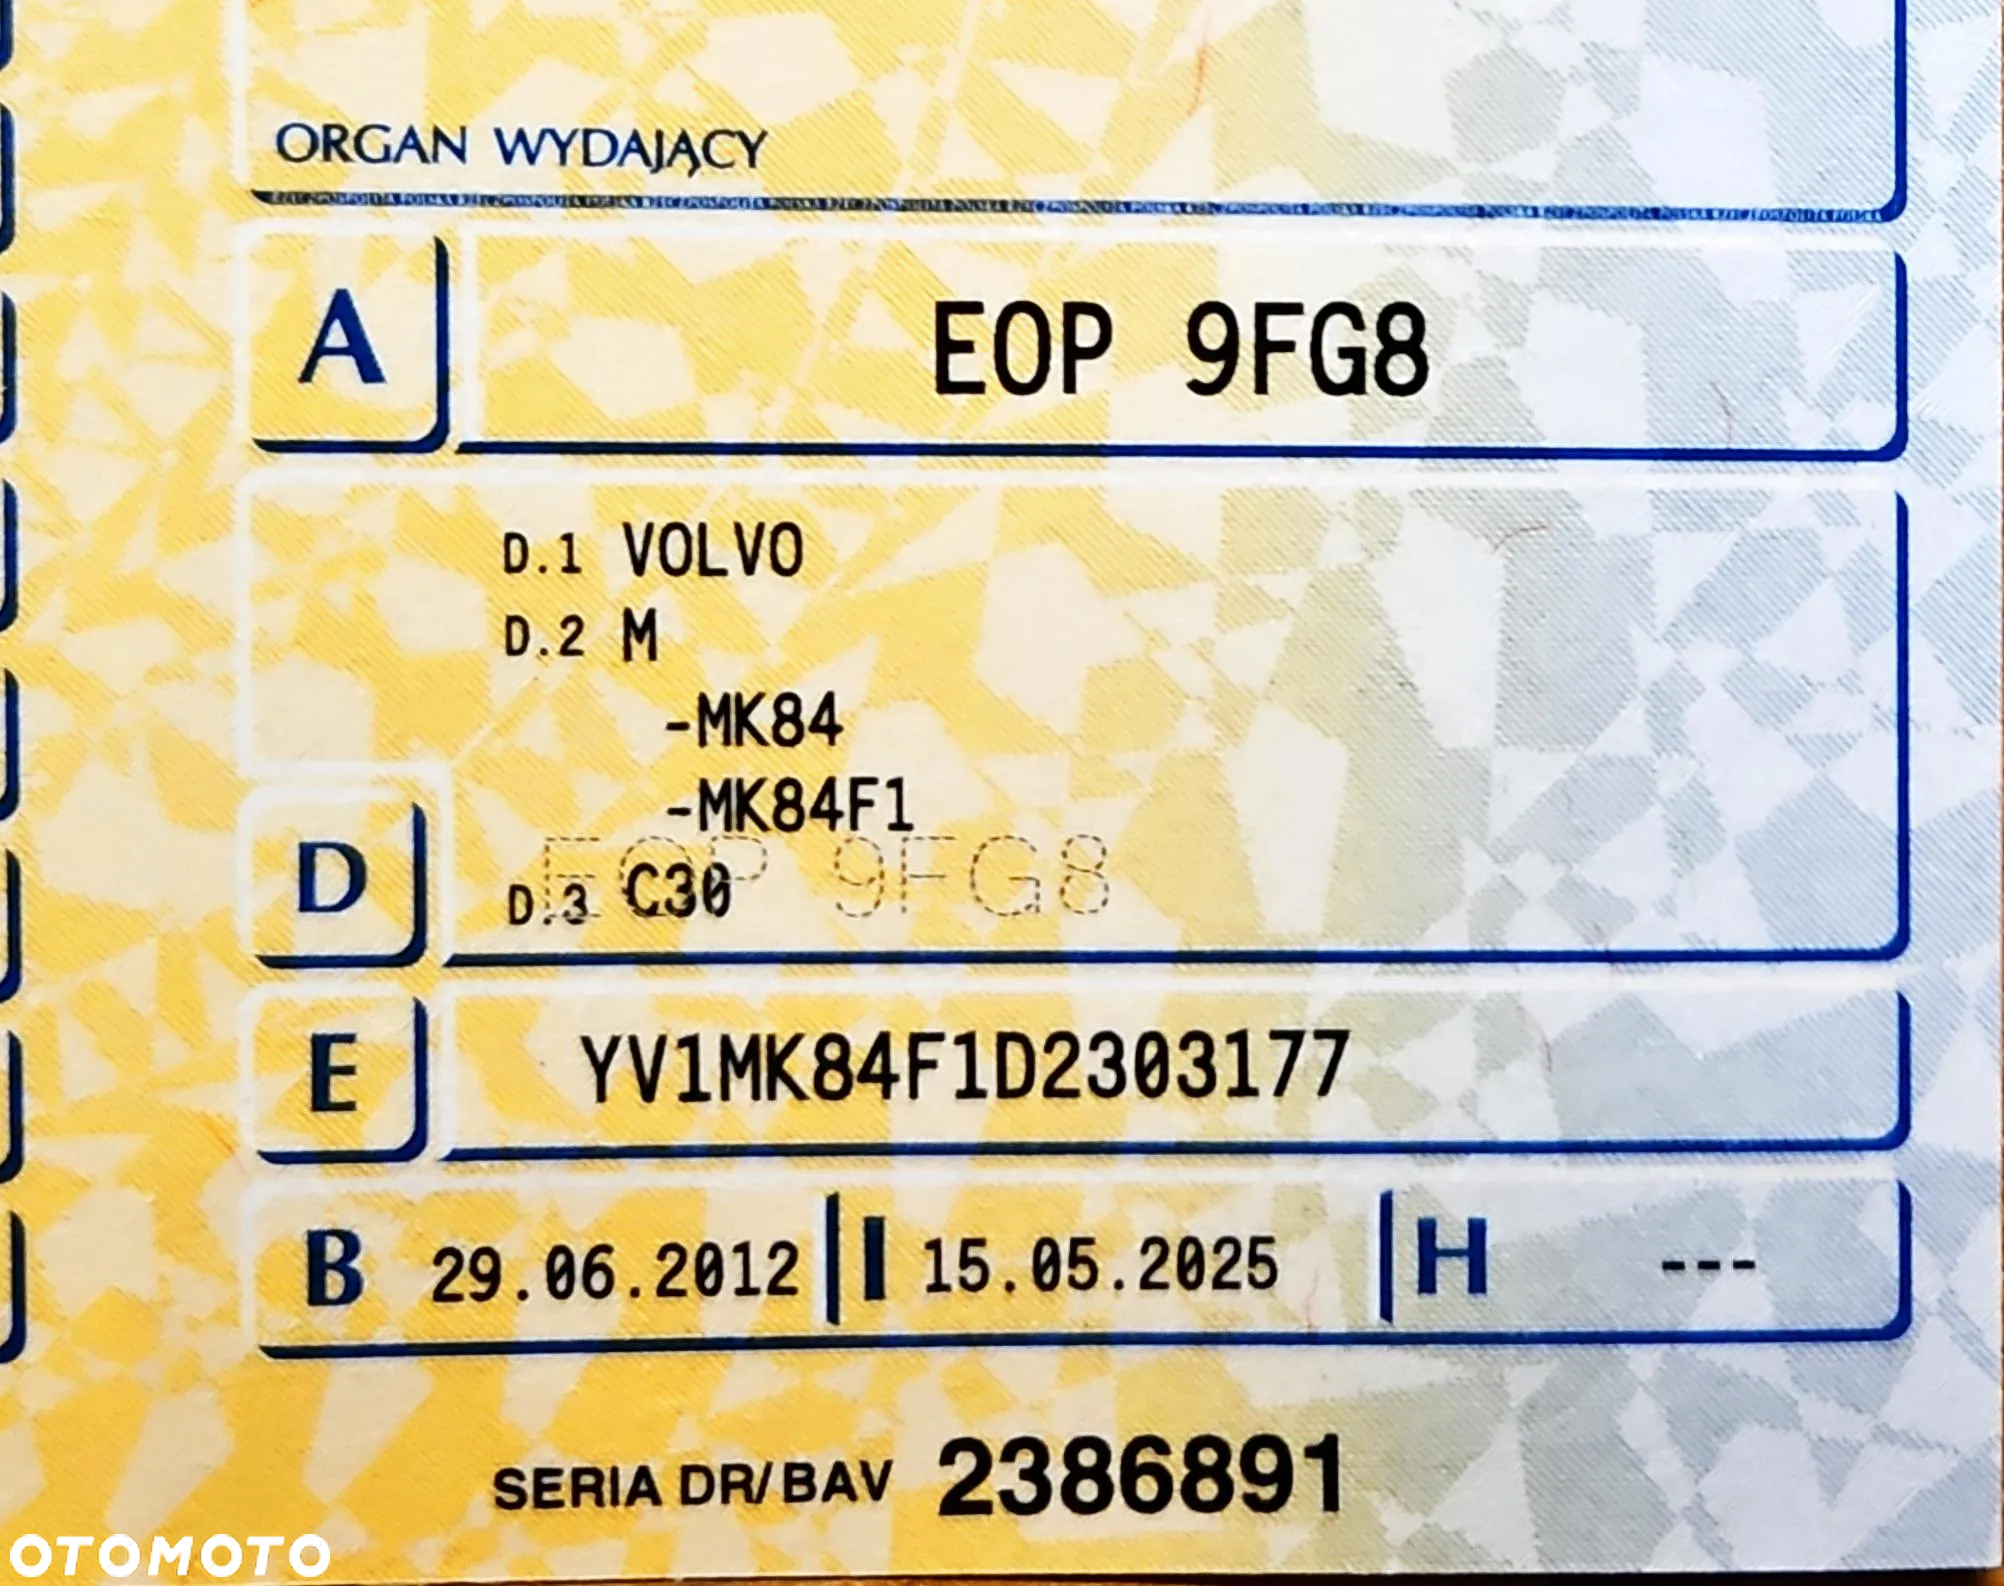 ORGAN WYDAJĄCY
A EOP 9FG8
D.1 VOLVO
D.2 M
-MK84
-MK84F1
EOP 9FG8
D D.3 C30
E YV1MK84F1D2303177
B 29.06.2012 I 15.05.2025 H ---
SERIA DR/BAV 2386891
OTOMOTO